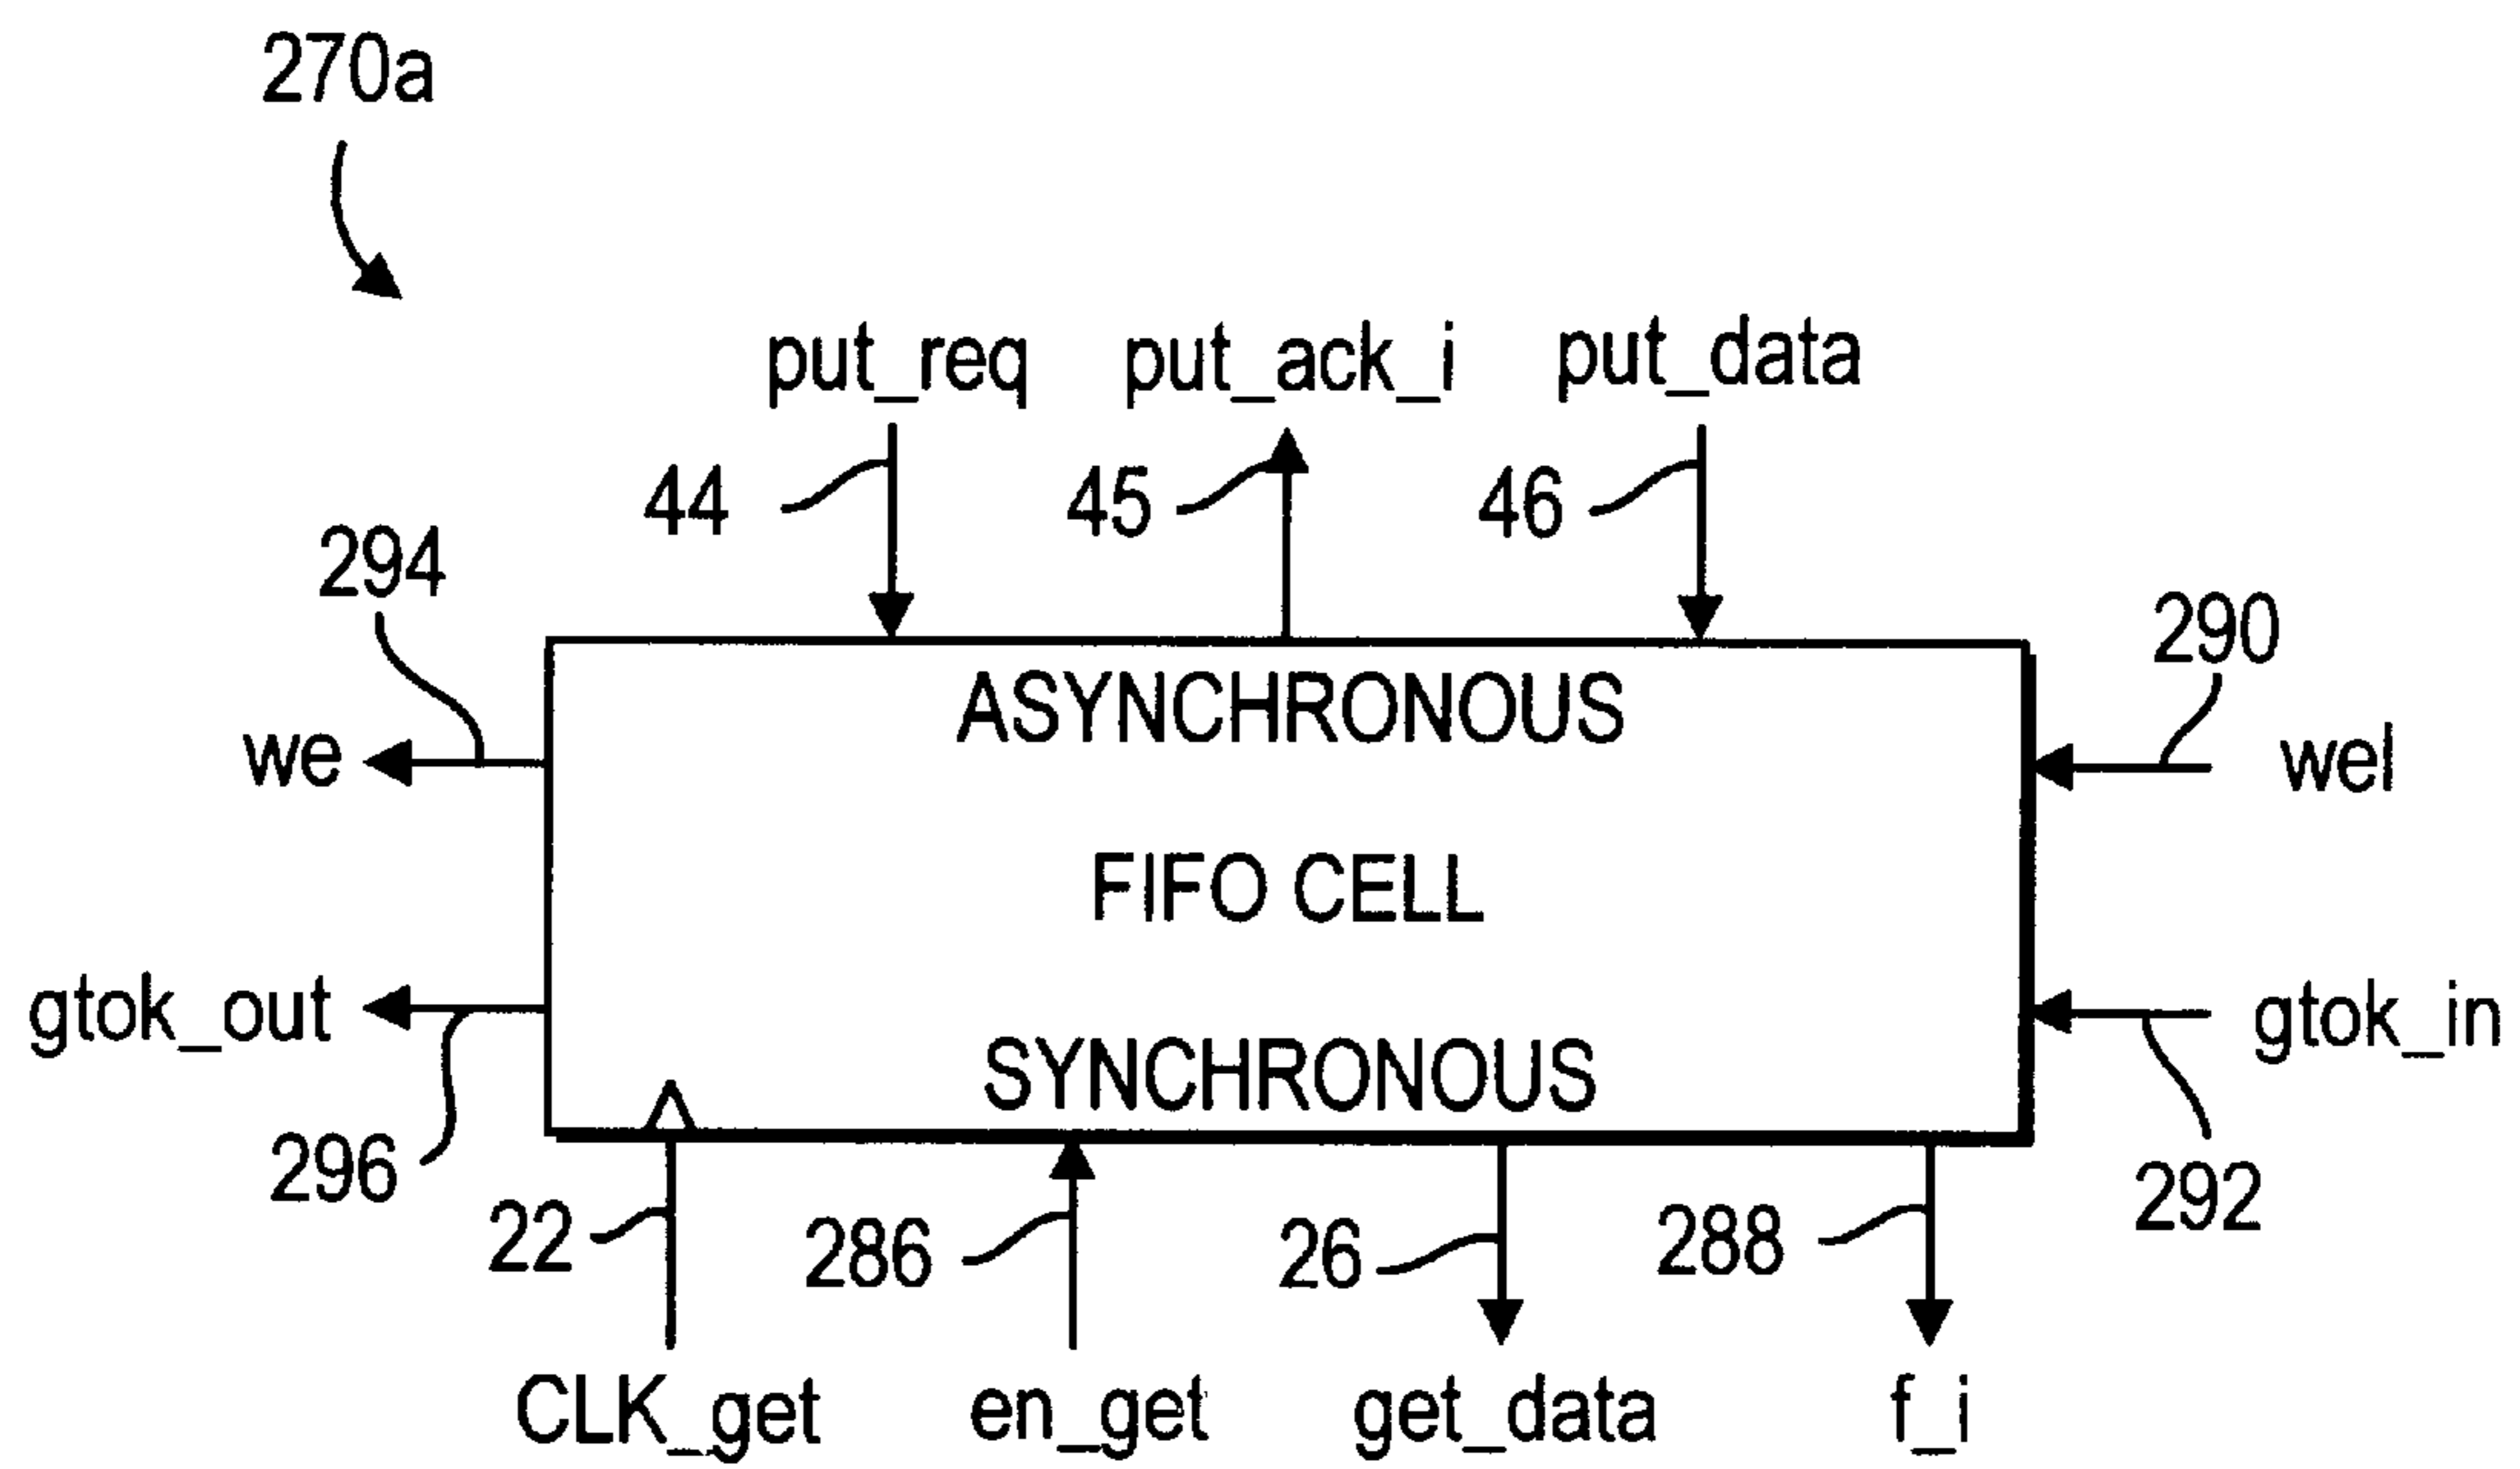 270a
put_req put_ack_i put_data
44 45 46
294
290
ASYNCHRONOUS
we
wel
FIFO CELL
gtok_out
gtok_in
SYNCHRONOUS
296
292
22 286 26 288
CLK_get en_get get_data f_i